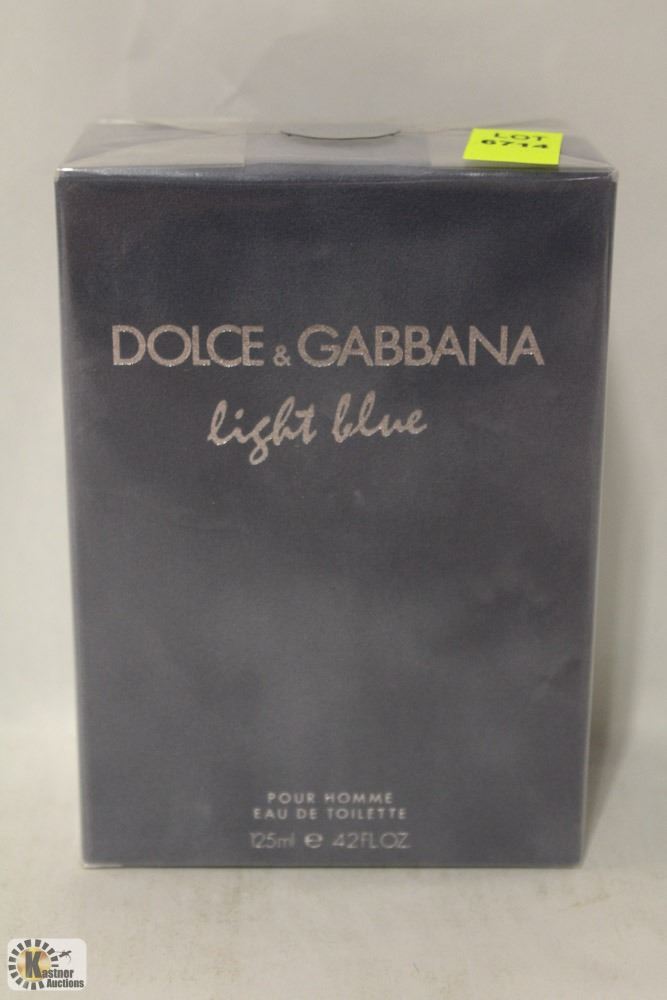 LOT
6714
DOLCE & GABBANA
light blue
POUR HOMME
EAU DE TOILETTE
125ml e 4.2FL.OZ.
Kastner
Auctions